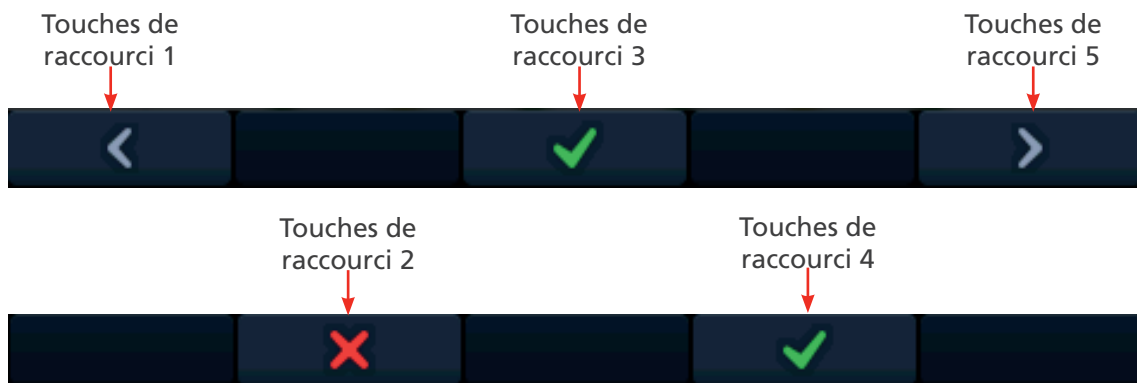 Touches de
raccourci 1
Touches de
raccourci 3
Touches de
raccourci 5
Touches de
raccourci 2
Touches de
raccourci 4